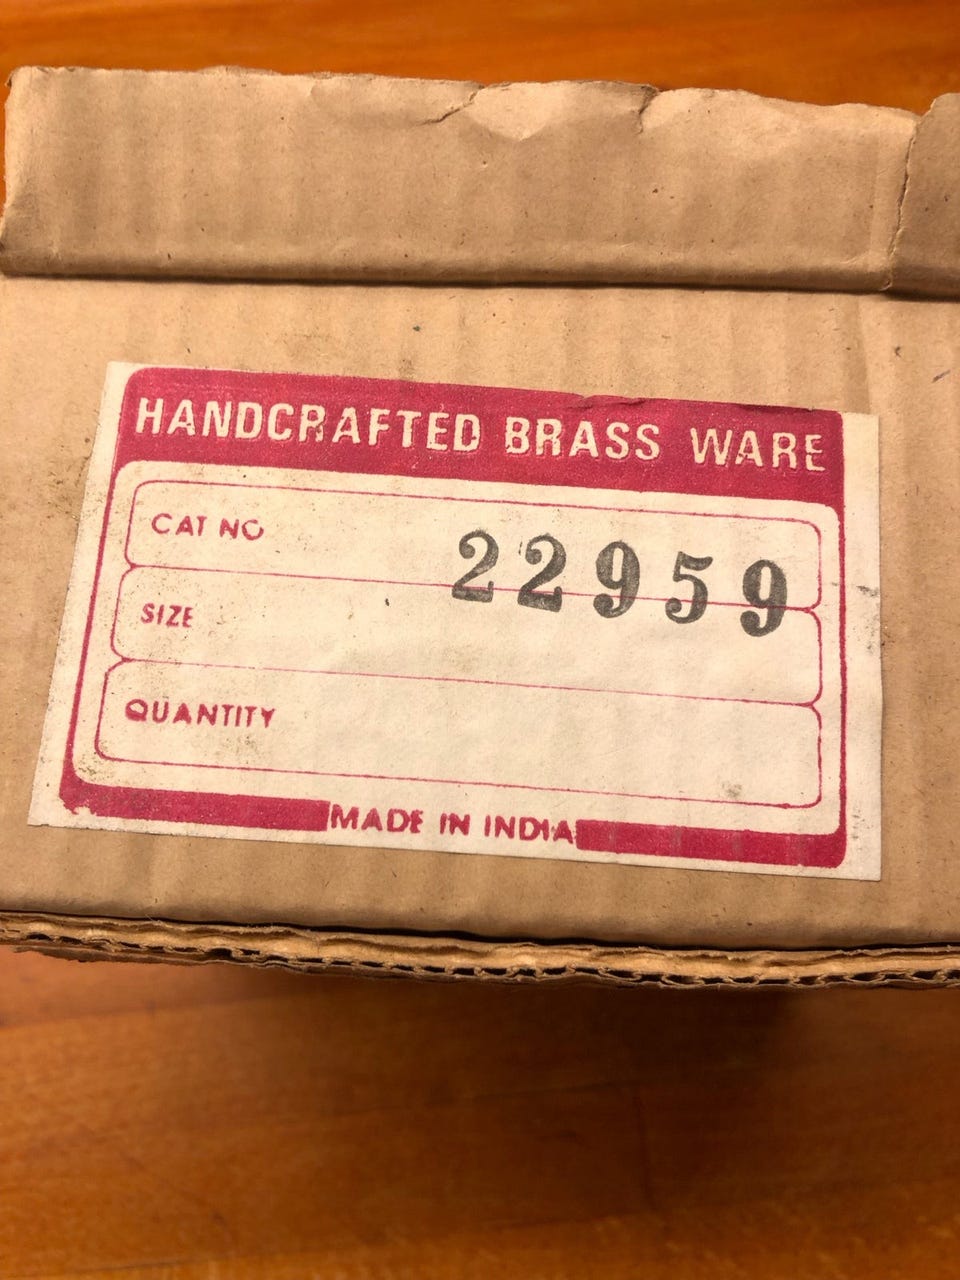 HANDCRAFTED BRASS WARE
CAT NO 22959
SIZE
QUANTITY
MADE IN INDIA